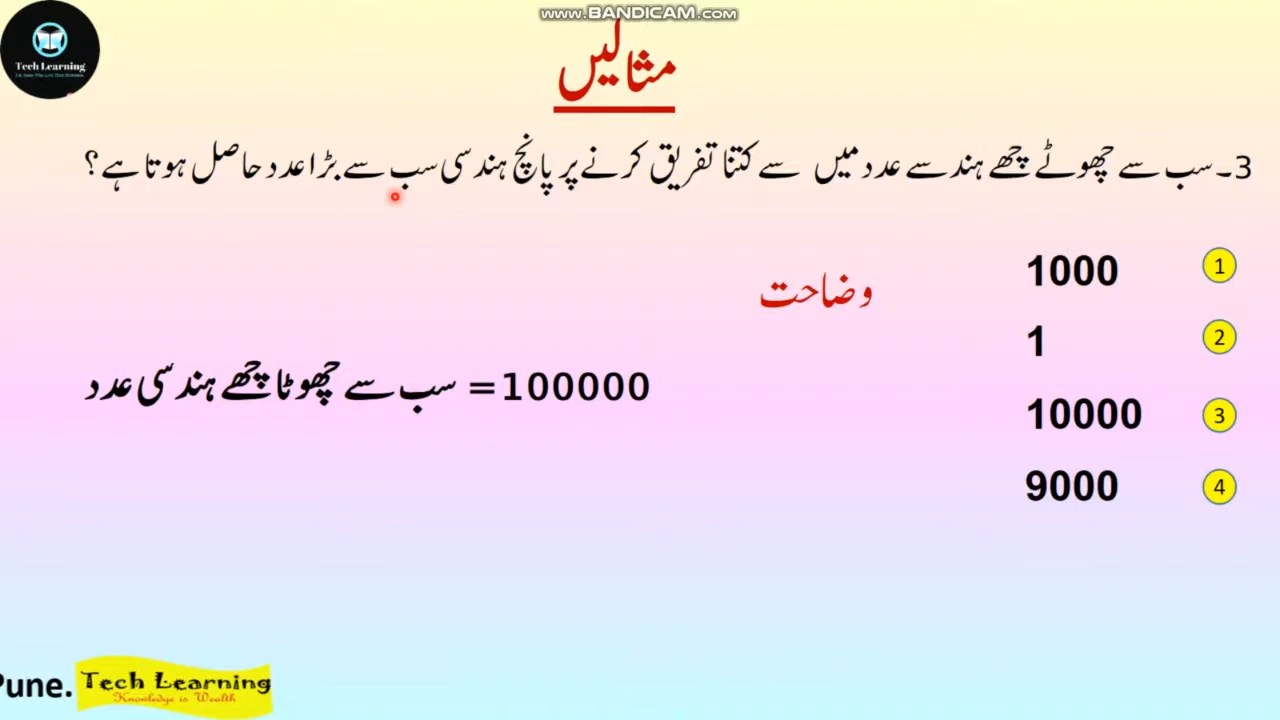 www.BANDICAM.com
Tech Learning
مثالیں
3۔سب سے چھوٹے چھے ہندسے عدد میں سے کتنا تفریق کرنے پر پانچ ہندسی سب سے بڑا عدد حاصل ہوتا ہے؟
1 1000
وضاحت
2 1
100000= سب سے چھوٹا چھے ہندسی عدد
3 10000
4 9000
Pune.
Tech Learning
Knowledge is Wealth